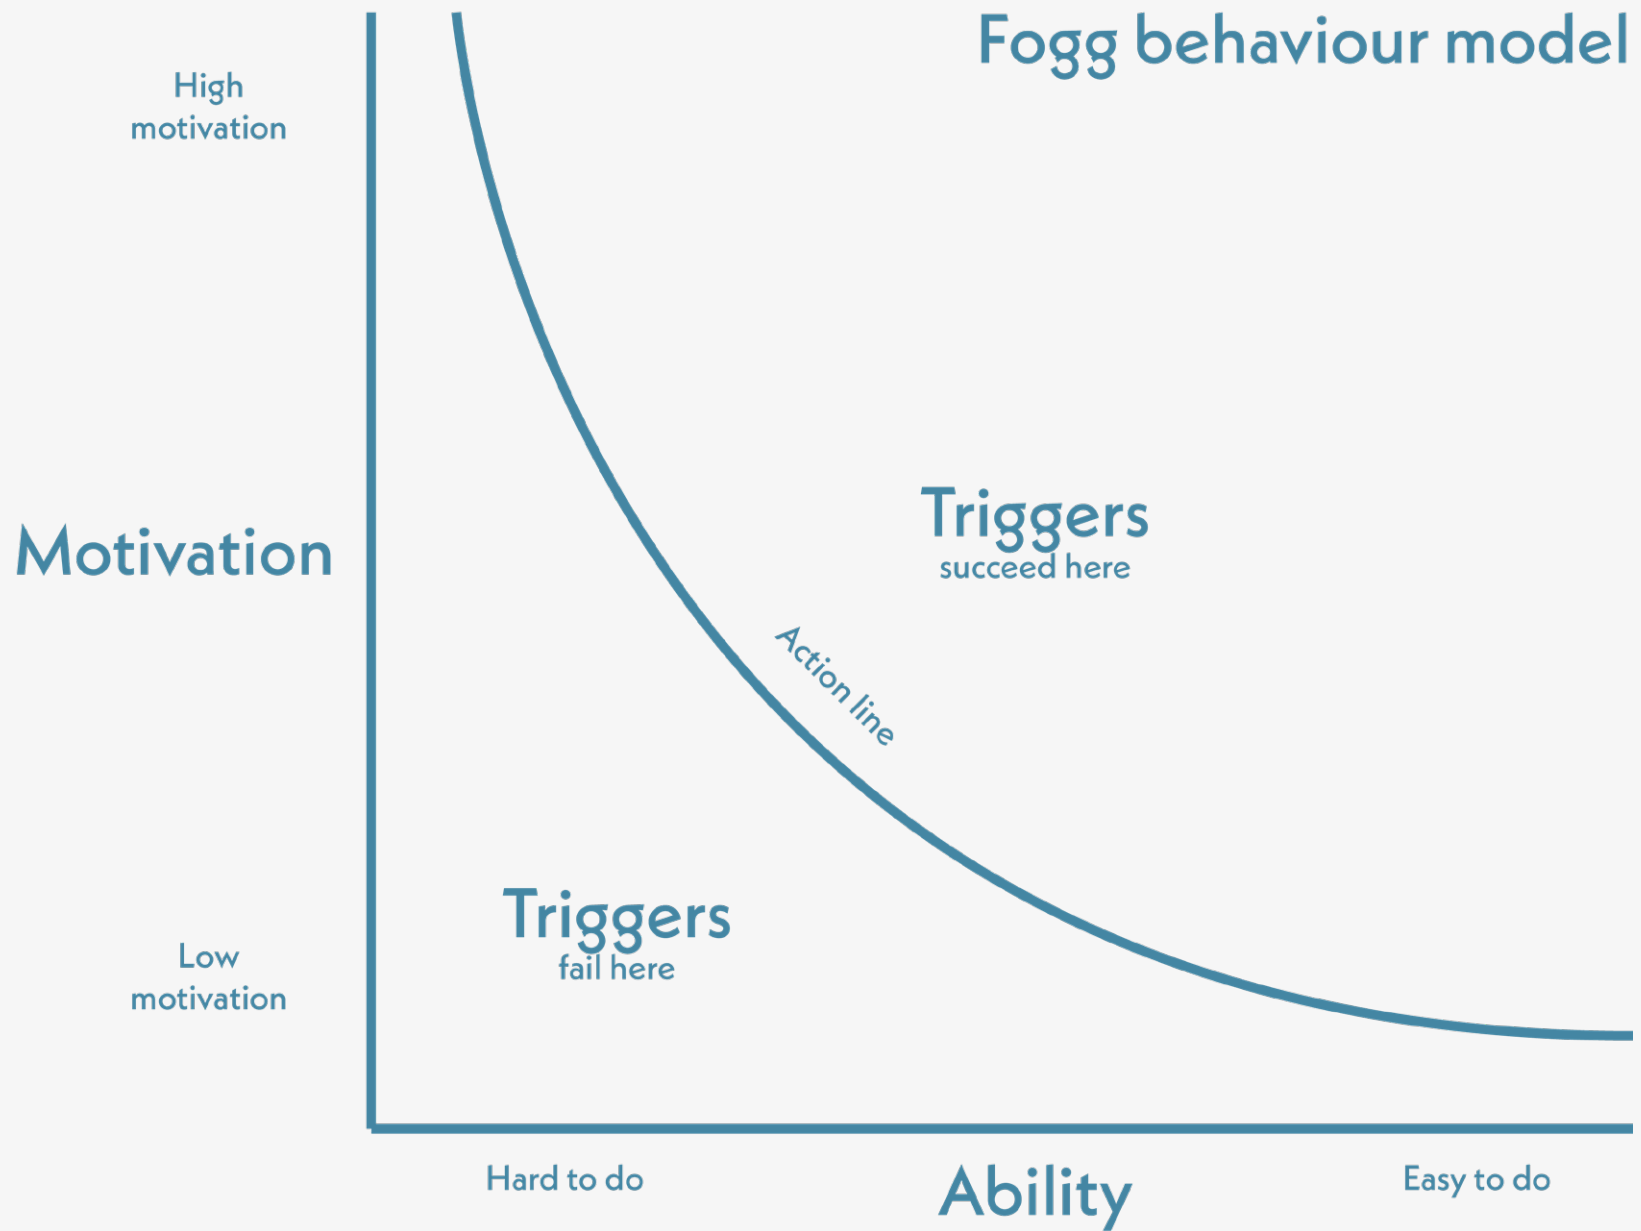 Fogg behaviour model
High
motivation
Motivation
Triggers
succeed here
Action line
Triggers
fail here
Low
motivation
Hard to do
Ability
Easy to do